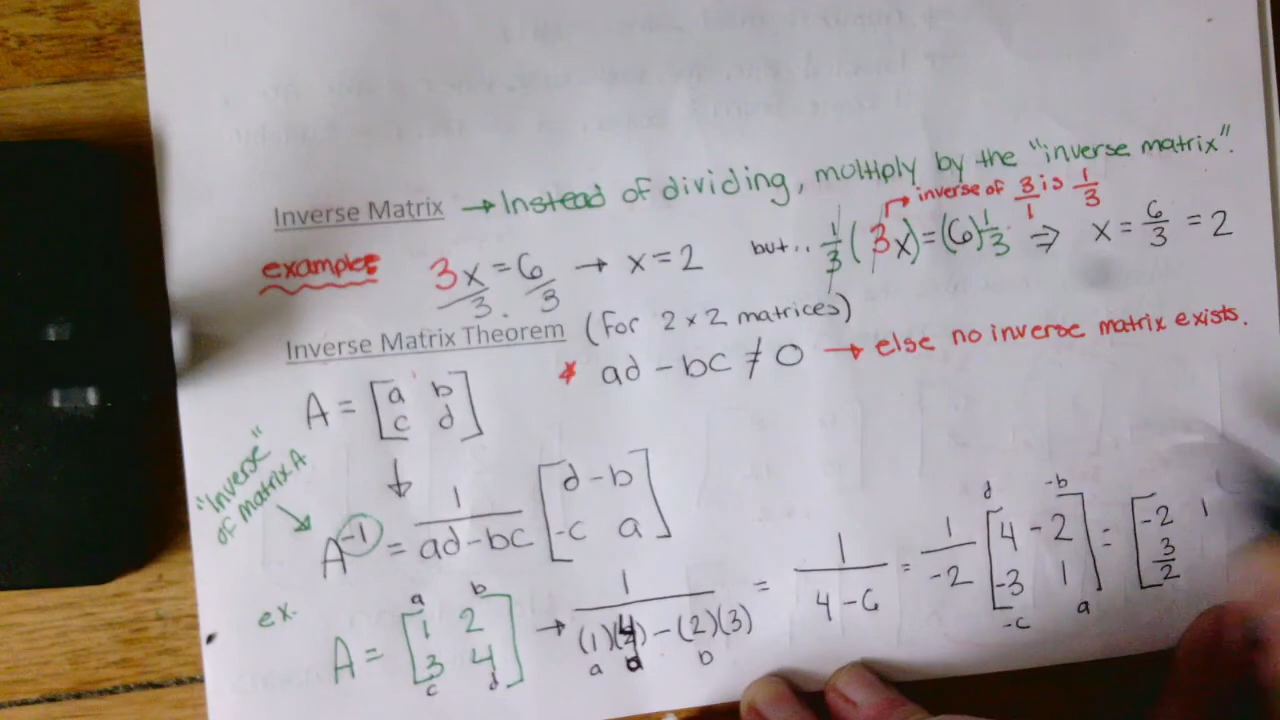 Inverse Matrix → Instead of dividing, multiply by the "inverse matrix".
inverse of 3/1 is 1/3
example: 3x/3 = 6/3 → x = 2 but.. 1/3 (3x) = (6) 1/3 ⇒ x = 6/3 = 2
Inverse Matrix Theorem (for 2 x 2 matrices)
* ad - bc ≠ 0 → else no inverse matrix exists.
A = [a b
c d]
↓
"Inverse" of matrix A
A^-1 = 1/(ad-bc) [d -b
-c a]
ex.
a b
A = [1 2
3 4]
c d
→ 1/((1)(4) - (2)(3)) = 1/(4-6) = 1/-2 [4 -2
-3 1] = [-2 1
3/2
a d b
d -b
-c a